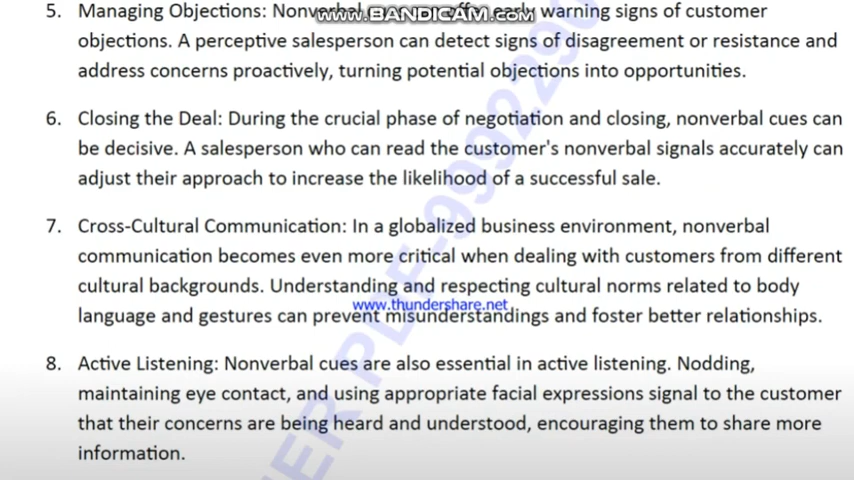 www.BANDICAM.com
5. Managing Objections: Nonverbal early warning signs of customer
objections. A perceptive salesperson can detect signs of disagreement or resistance and
address concerns proactively, turning potential objections into opportunities.
6. Closing the Deal: During the crucial phase of negotiation and closing, nonverbal cues can
be decisive. A salesperson who can read the customer's nonverbal signals accurately can
adjust their approach to increase the likelihood of a successful sale.
7. Cross-Cultural Communication: In a globalized business environment, nonverbal
communication becomes even more critical when dealing with customers from different
cultural backgrounds. Understanding and respecting cultural norms related to body
www.thundershare.net
language and gestures can prevent misunderstandings and foster better relationships.
8. Active Listening: Nonverbal cues are also essential in active listening. Nodding,
maintaining eye contact, and using appropriate facial expressions signal to the customer
that their concerns are being heard and understood, encouraging them to share more
information.